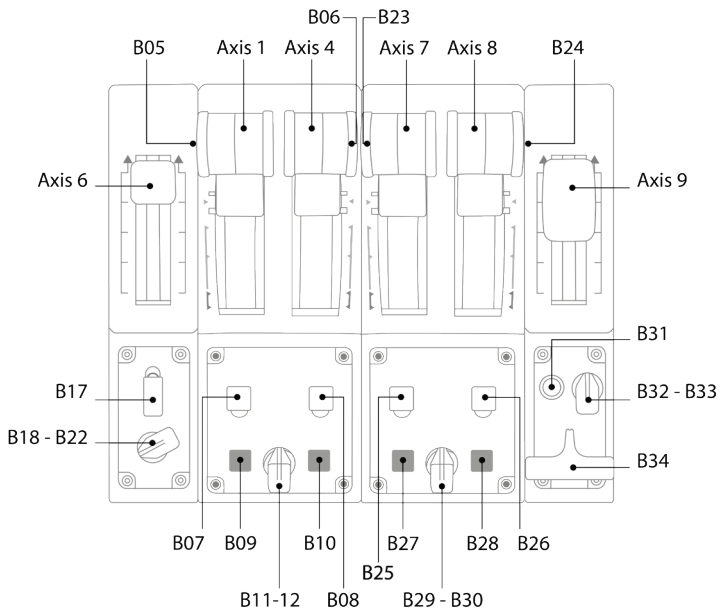 B06 B23
B05 Axis 1 Axis 4 Axis 7 Axis 8 B24
Axis 6 Axis 9
B31
B17 B32 - B33
B18 - B22
B34
B07 B09 B10 B27 B28 B26
B25
B11-12 B08 B29 - B30